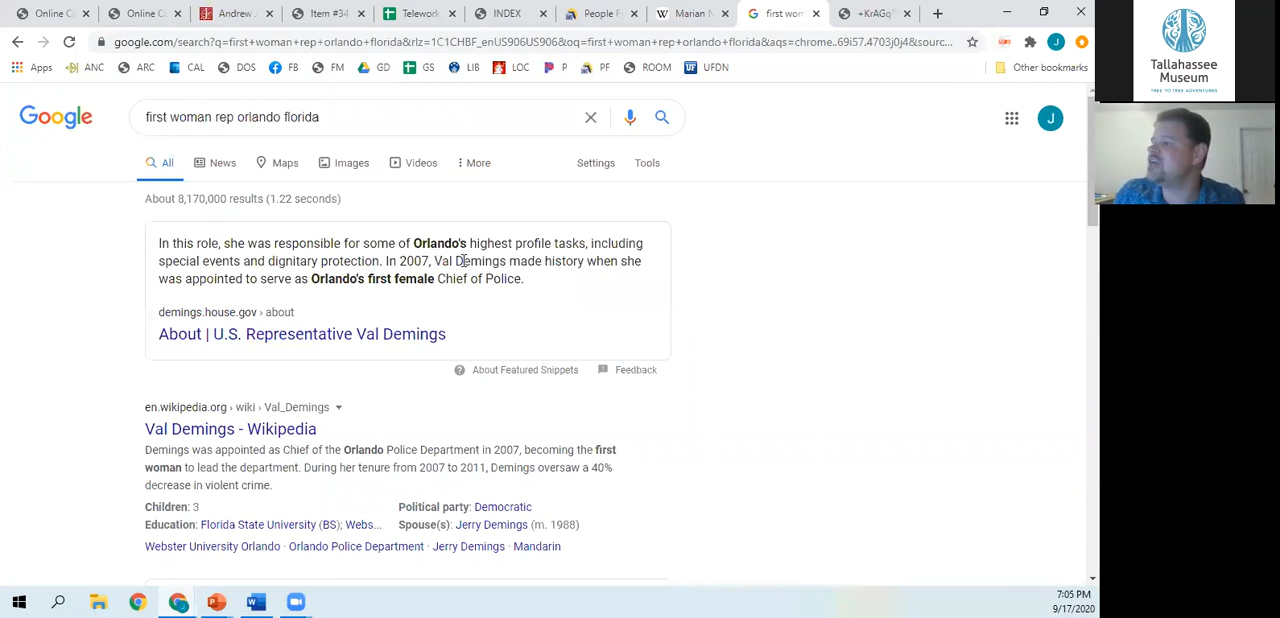 Online C
Online C
Andrew
Item #34
Telework
INDEX
People F
Marian N
first wom
+KrAGq
google.com/search?q=first+woman+rep+orlando+florida&rlz=1C1CHBF_enUS906US906&oq=first+woman+rep+orlando+florida&aqs=chrome..69i57.4703j0j4&sourc...
Apps ANC ARC CAL DOS FB FM GD GS LIB LOC P PF ROOM UFDN Other bookmarks
Google
first woman rep orlando florida
J
All News Maps Images Videos More Settings Tools
About 8,170,000 results (1.22 seconds)
In this role, she was responsible for some of Orlando's highest profile tasks, including
special events and dignitary protection. In 2007, Val Demings made history when she
was appointed to serve as Orlando's first female Chief of Police.
demings.house.gov › about
About | U.S. Representative Val Demings
About Featured Snippets Feedback
en.wikipedia.org › wiki › Val_Demings
Val Demings - Wikipedia
Demings was appointed as Chief of the Orlando Police Department in 2007, becoming the first
woman to lead the department. During her tenure from 2007 to 2011, Demings oversaw a 40%
decrease in violent crime.
Children: 3 Political party: Democratic
Education: Florida State University (BS); Webs... Spouse(s): Jerry Demings (m. 1988)
Webster University Orlando · Orlando Police Department · Jerry Demings · Mandarin
7:05 PM
9/17/2020
Tallahassee
Museum
TREE TO TREE ADVENTURES